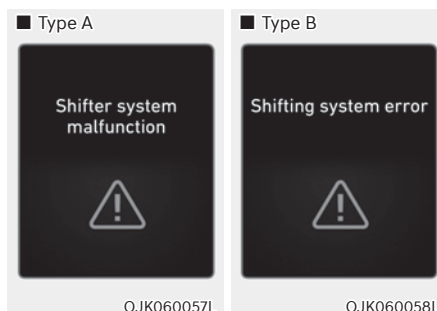 ■ Type A
Shifter system
malfunction
OJK060057L
■ Type B
Shifting system error
OJK060058L